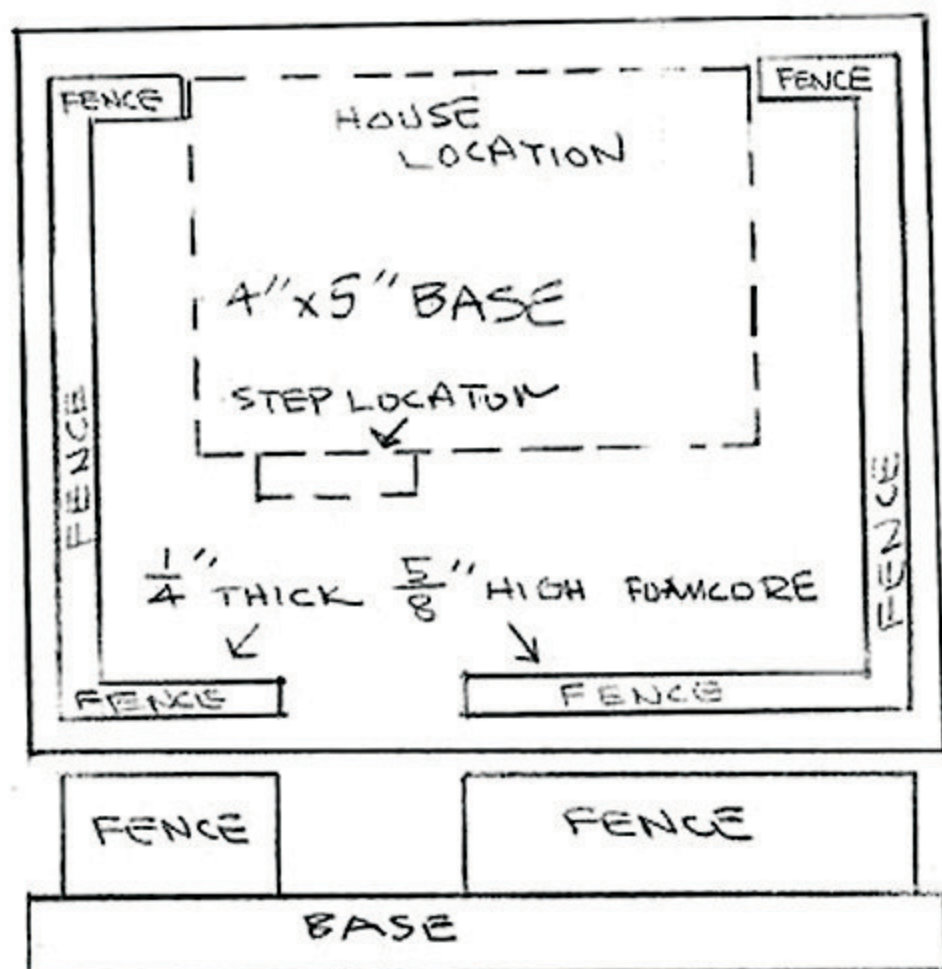 FENCE
FENCE
HOUSE
LOCATION
4"x5" BASE
STEP LOCATION
FENCE
FENCE
1/4" THICK 5/8" HIGH FOAMCORE
FENCE
FENCE
FENCE
FENCE
BASE